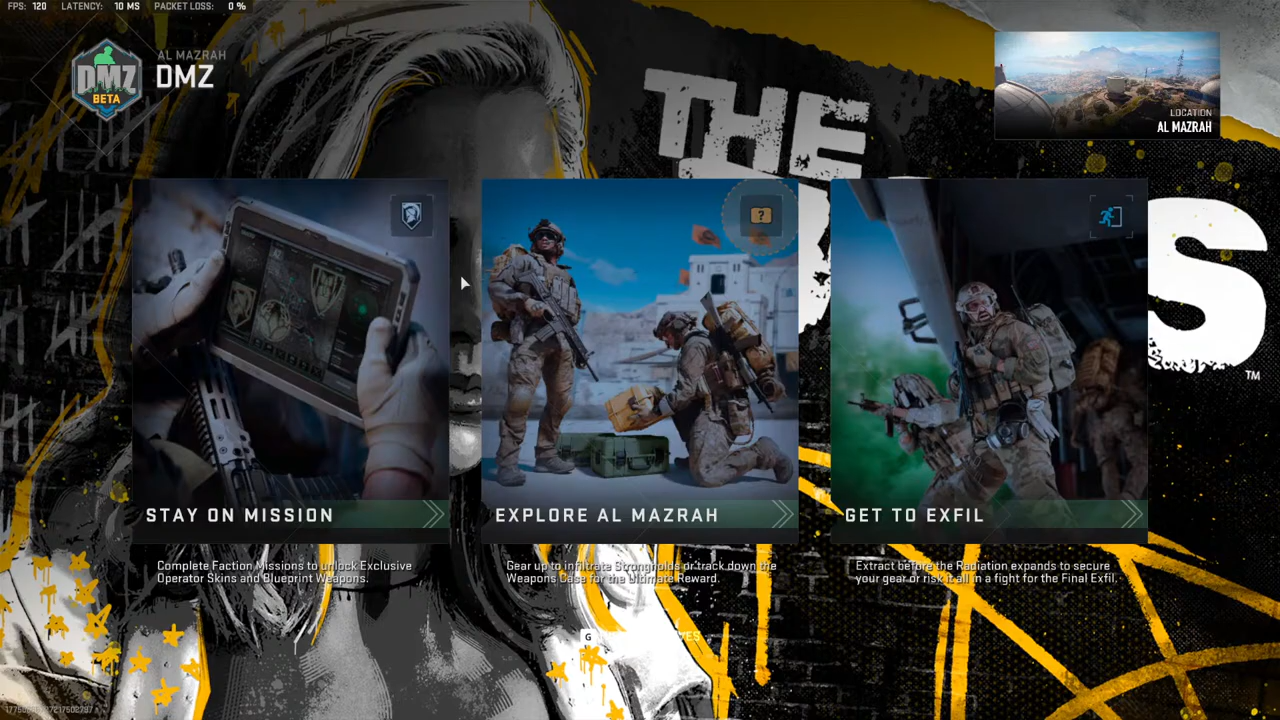 FPS: 120 LATENCY: 10 MS PACKET LOSS: 0 %
AL MAZRAH
DMZ
DMZ
BETA
THE
S
TM
LOCATION
AL MAZRAH
?
STAY ON MISSION
EXPLORE AL MAZRAH
GET TO EXFIL
Complete Faction Missions to unlock Exclusive
Operator Skins and Blueprint Weapons.
Gear up to infiltrate Strongholds or track down the
Weapons Case for the Ultimate Reward.
Extract before the Radiation expands to secure
your gear or risk it all in a fight for the Final Exfil.
G